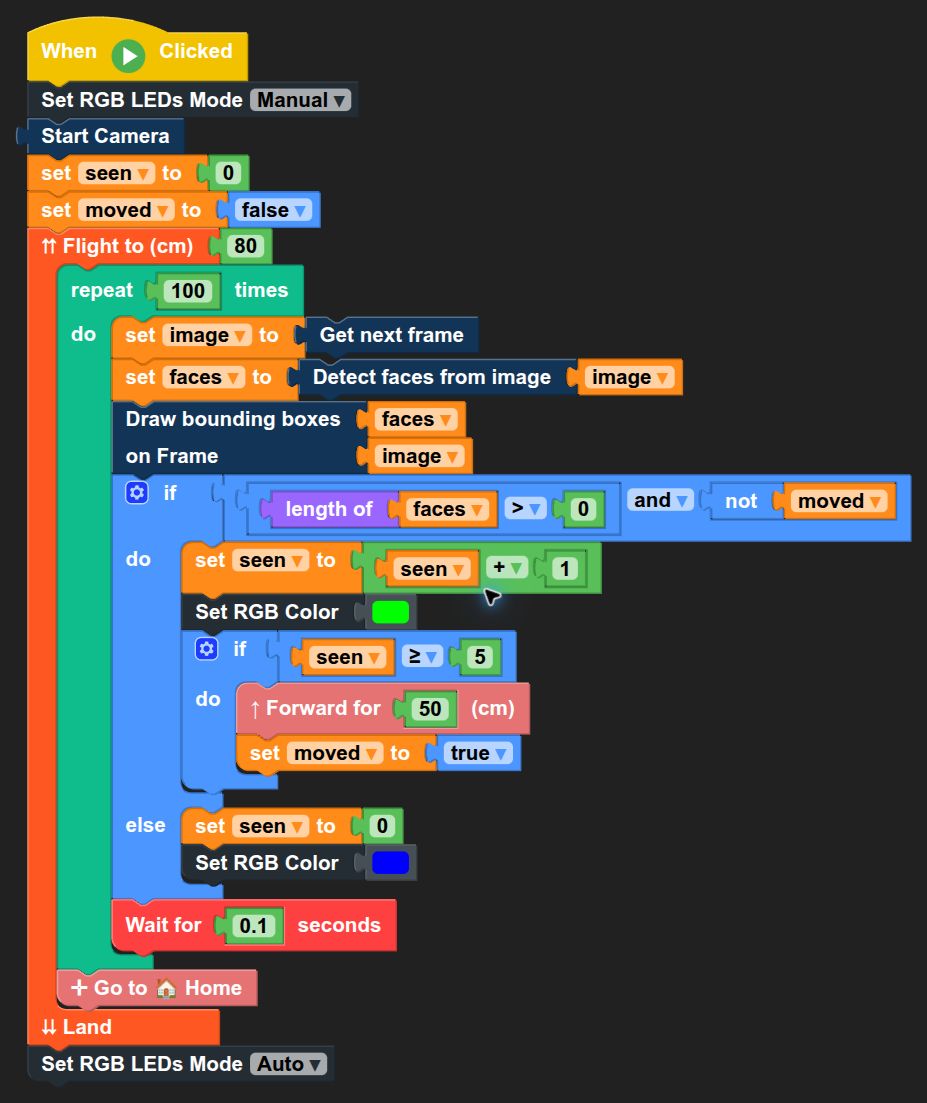 When Clicked
Set RGB LEDs Mode Manual ▾
Start Camera
set seen ▾ to 0
set moved ▾ to false ▾
⇈ Flight to (cm) 80
repeat 100 times
do set image ▾ to Get next frame
set faces ▾ to Detect faces from image image ▾
Draw bounding boxes faces ▾
on Frame image ▾
if length of faces ▾ > ▾ 0 and ▾ not moved ▾
do set seen ▾ to seen ▾ + ▾ 1
Set RGB Color
if seen ▾ ≥ ▾ 5
do ↑ Forward for 50 (cm)
set moved ▾ to true ▾
else set seen ▾ to 0
Set RGB Color
Wait for 0.1 seconds
Go to 🏠 Home
⇊ Land
Set RGB LEDs Mode Auto ▾